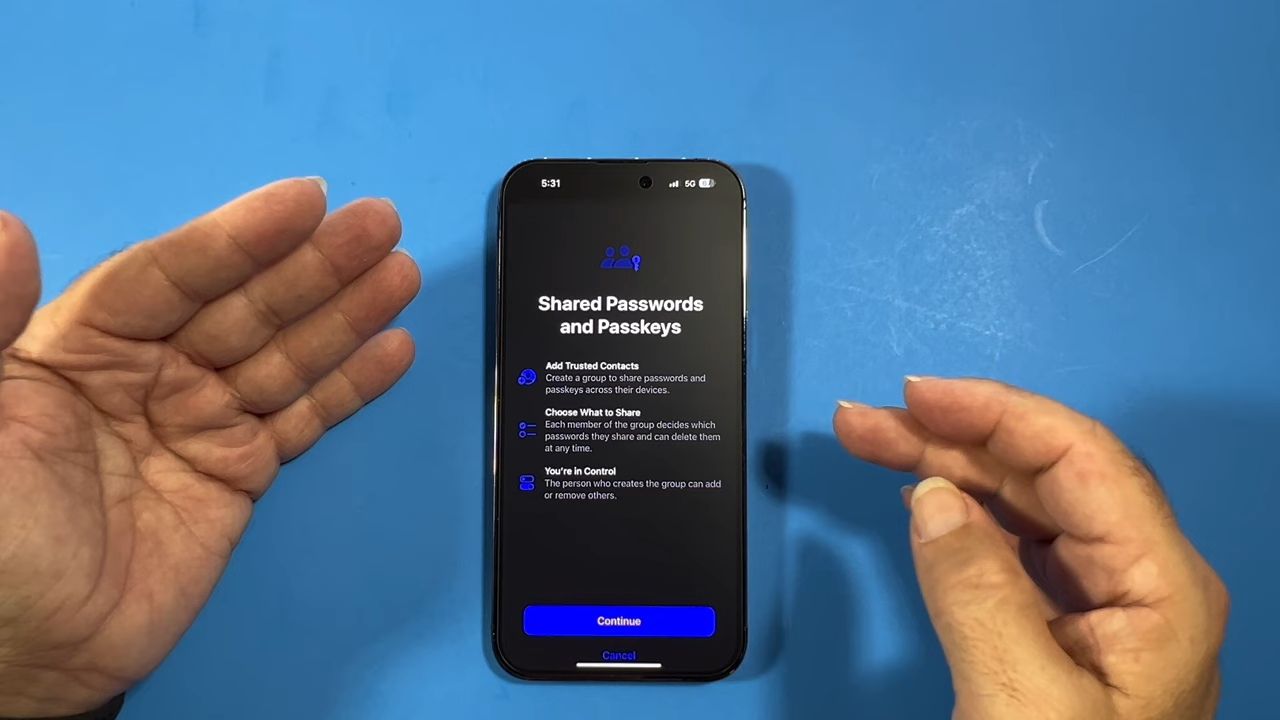 5:31
5G
Shared Passwords
and Passkeys
Add Trusted Contacts
Create a group to share passwords and
passkeys across their devices.
Choose What to Share
Each member of the group decides which
passwords they share and can delete them
at any time.
You're in Control
The person who creates the group can add
or remove others.
Continue
Cancel